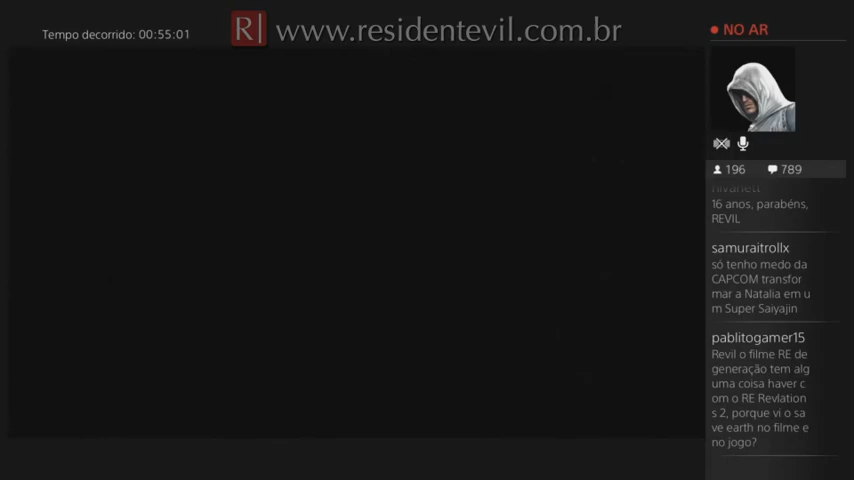 Tempo decorrido: 00:55:01
R| www.residentevil.com.br
NO AR
196 789
hivanett
16 anos, parabéns,
REVIL
samuraitrollx
só tenho medo da
CAPCOM transfor
mar a Natalia em u
m Super Saiyajin
pablitogamer15
Revil o filme RE de
generação tem alg
uma coisa haver c
om o RE Revlation
s 2, porque vi o sa
ve earth no filme e
no jogo?